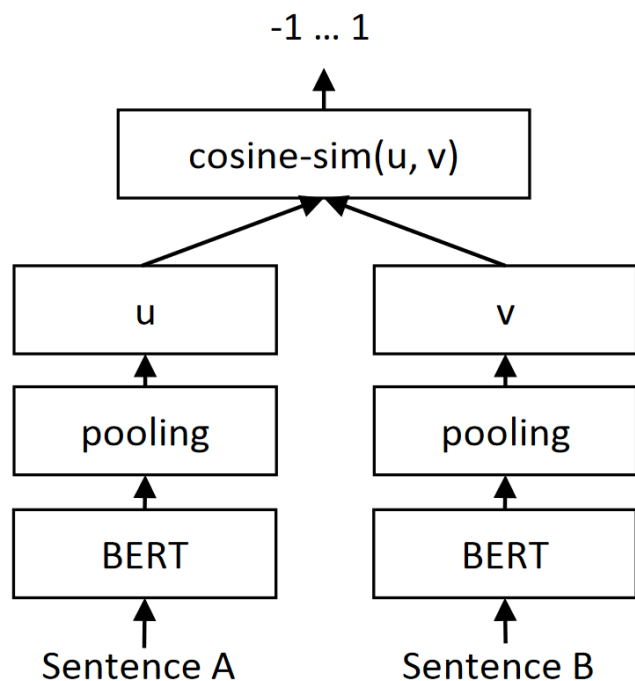 -1 … 1
cosine-sim(u, v)
u
v
pooling
pooling
BERT
BERT
Sentence A
Sentence B